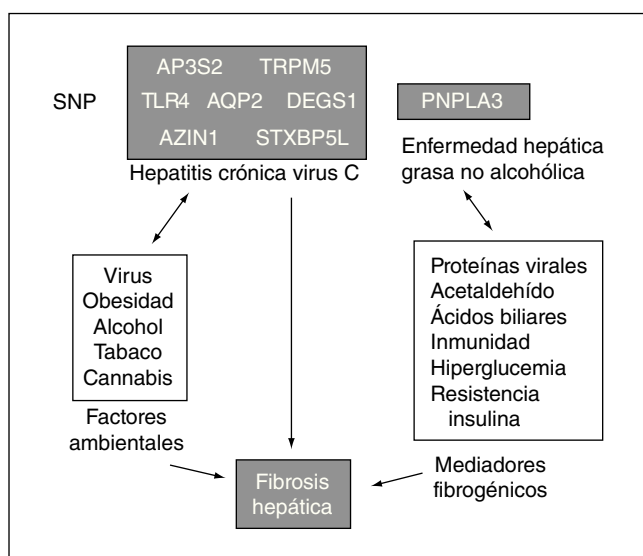 SNP
AP3S2 TRPM5
TLR4 AQP2 DEGS1
AZIN1 STXBP5L
Hepatitis crónica virus C
PNPLA3
Enfermedad hepática
grasa no alcohólica
Virus
Obesidad
Alcohol
Tabaco
Cannabis
Factores
ambientales
Proteínas virales
Acetaldehído
Ácidos biliares
Inmunidad
Hiperglucemia
Resistencia
insulina
Mediadores
fibrogénicos
Fibrosis
hepática